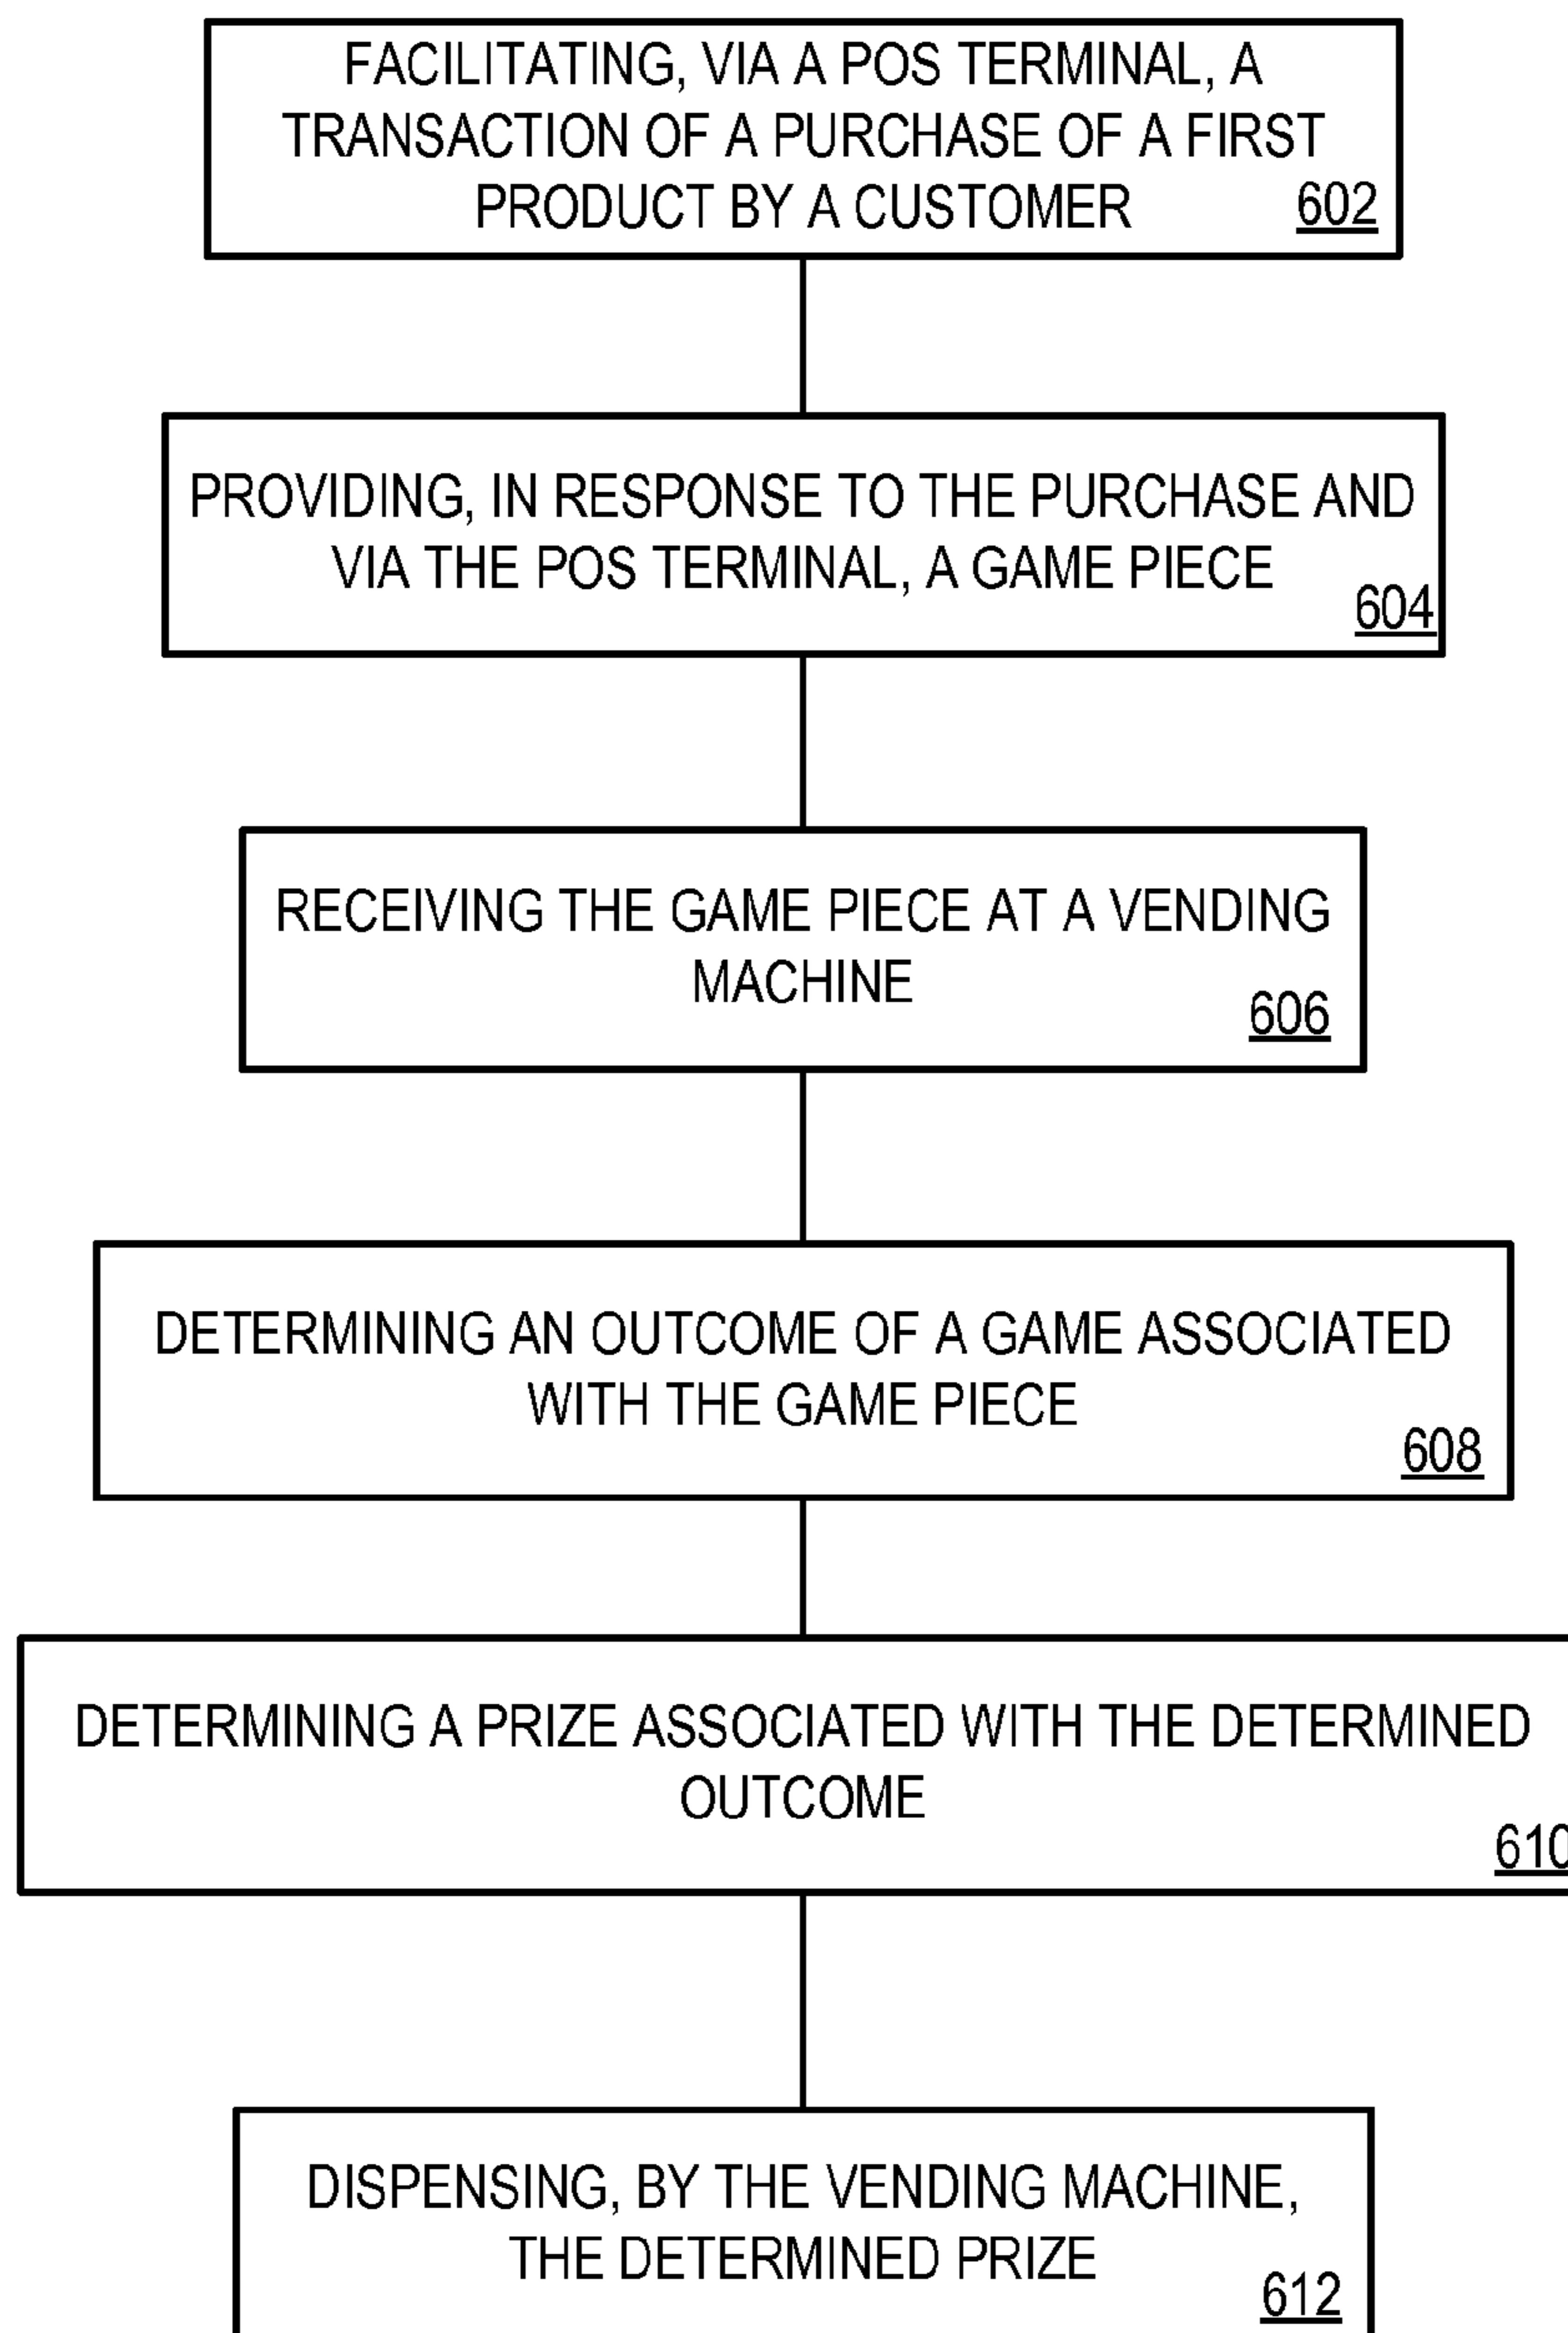 FACILITATING, VIA A POS TERMINAL, A
TRANSACTION OF A PURCHASE OF A FIRST
PRODUCT BY A CUSTOMER
602
PROVIDING, IN RESPONSE TO THE PURCHASE AND
VIA THE POS TERMINAL, A GAME PIECE
604
RECEIVING THE GAME PIECE AT A VENDING
MACHINE
606
DETERMINING AN OUTCOME OF A GAME ASSOCIATED
WITH THE GAME PIECE
608
DETERMINING A PRIZE ASSOCIATED WITH THE DETERMINED
OUTCOME
610
DISPENSING, BY THE VENDING MACHINE,
THE DETERMINED PRIZE
612